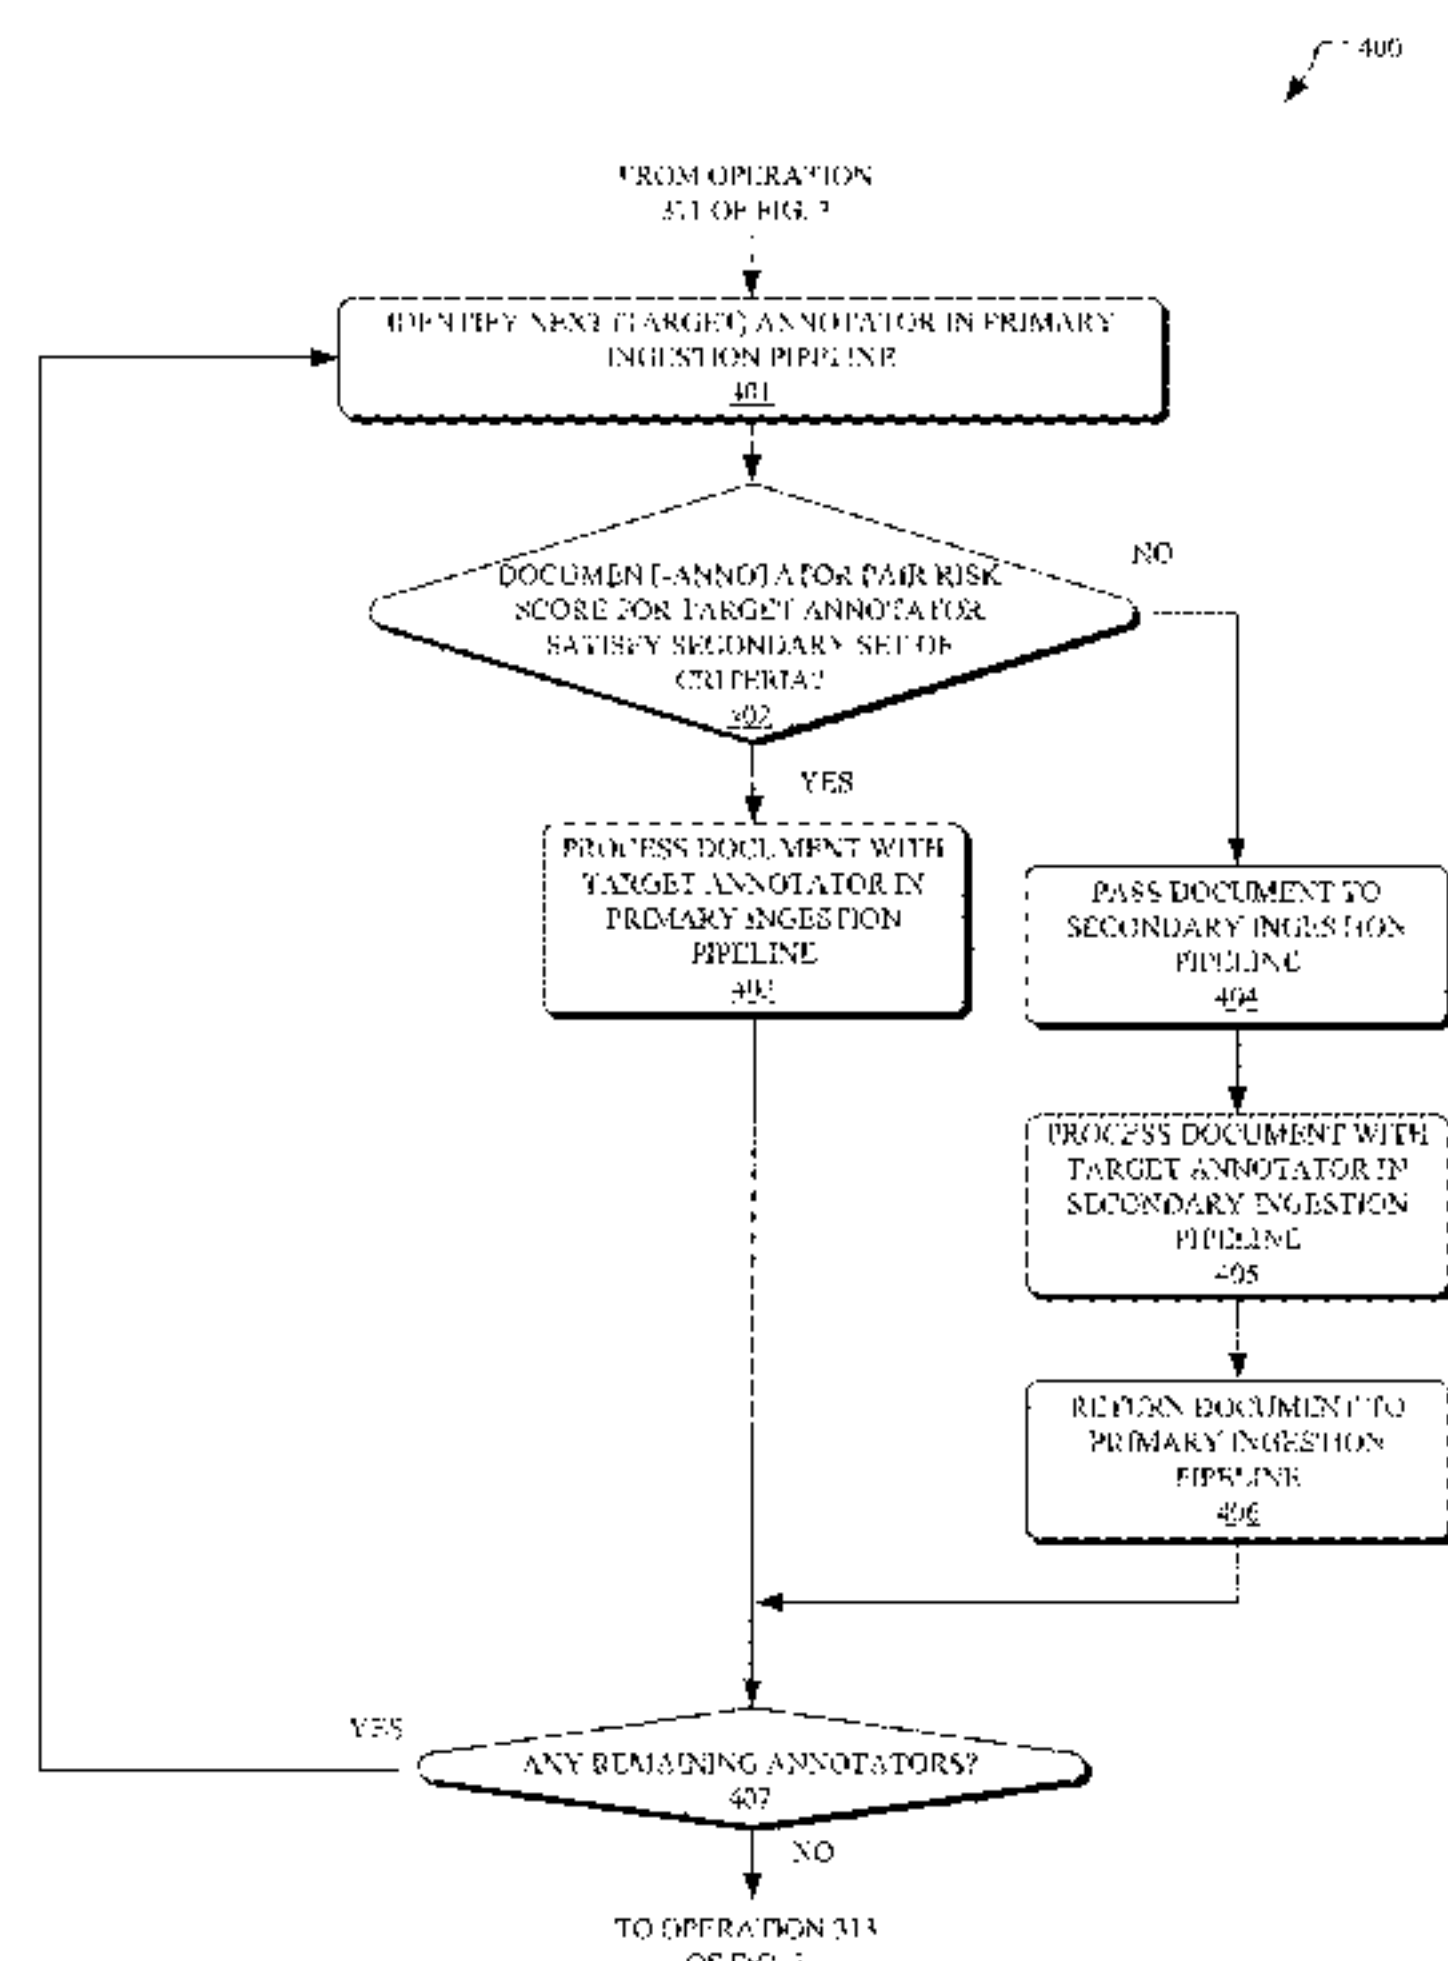 400
FROM OPERATION
311 OF FIG. 3
IDENTIFY NEXT (TARGET) ANNOTATOR IN PRIMARY
INGESTION PIPELINE
401
DOCUMENT-ANNOTATOR PAIR RISK
SCORE FOR TARGET ANNOTATOR
SATISFY SECONDARY SET OF
CRITERIA?
402
NO
YES
PROCESS DOCUMENT WITH
TARGET ANNOTATOR IN
PRIMARY INGESTION
PIPELINE
403
PASS DOCUMENT TO
SECONDARY INGESTION
PIPELINE
404
PROCESS DOCUMENT WITH
TARGET ANNOTATOR IN
SECONDARY INGESTION
PIPELINE
405
RETURN DOCUMENT TO
PRIMARY INGESTION
PIPELINE
406
YES
ANY REMAINING ANNOTATORS?
407
NO
TO OPERATION 313